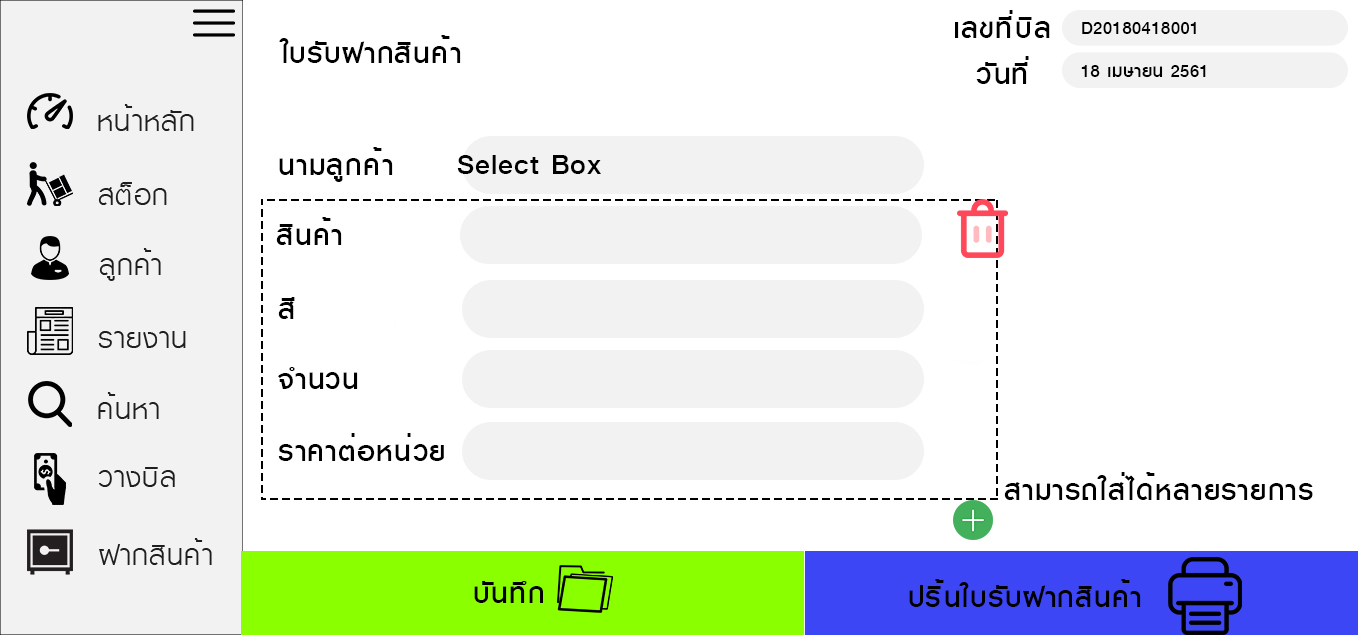 เลขที่บิล D20180418001
ใบรับฝากสินค้า
วันที่ 18 เมษายน 2561
หน้าหลัก
สต๊อก
ลูกค้า
รายงาน
ค้นหา
วางบิล
ฝากสินค้า
นามลูกค้า Select Box
สินค้า
สี
จำนวน
ราคาต่อหน่วย
สามารถใส่ได้หลายรายการ
บันทึก
ปริ้นใบรับฝากสินค้า